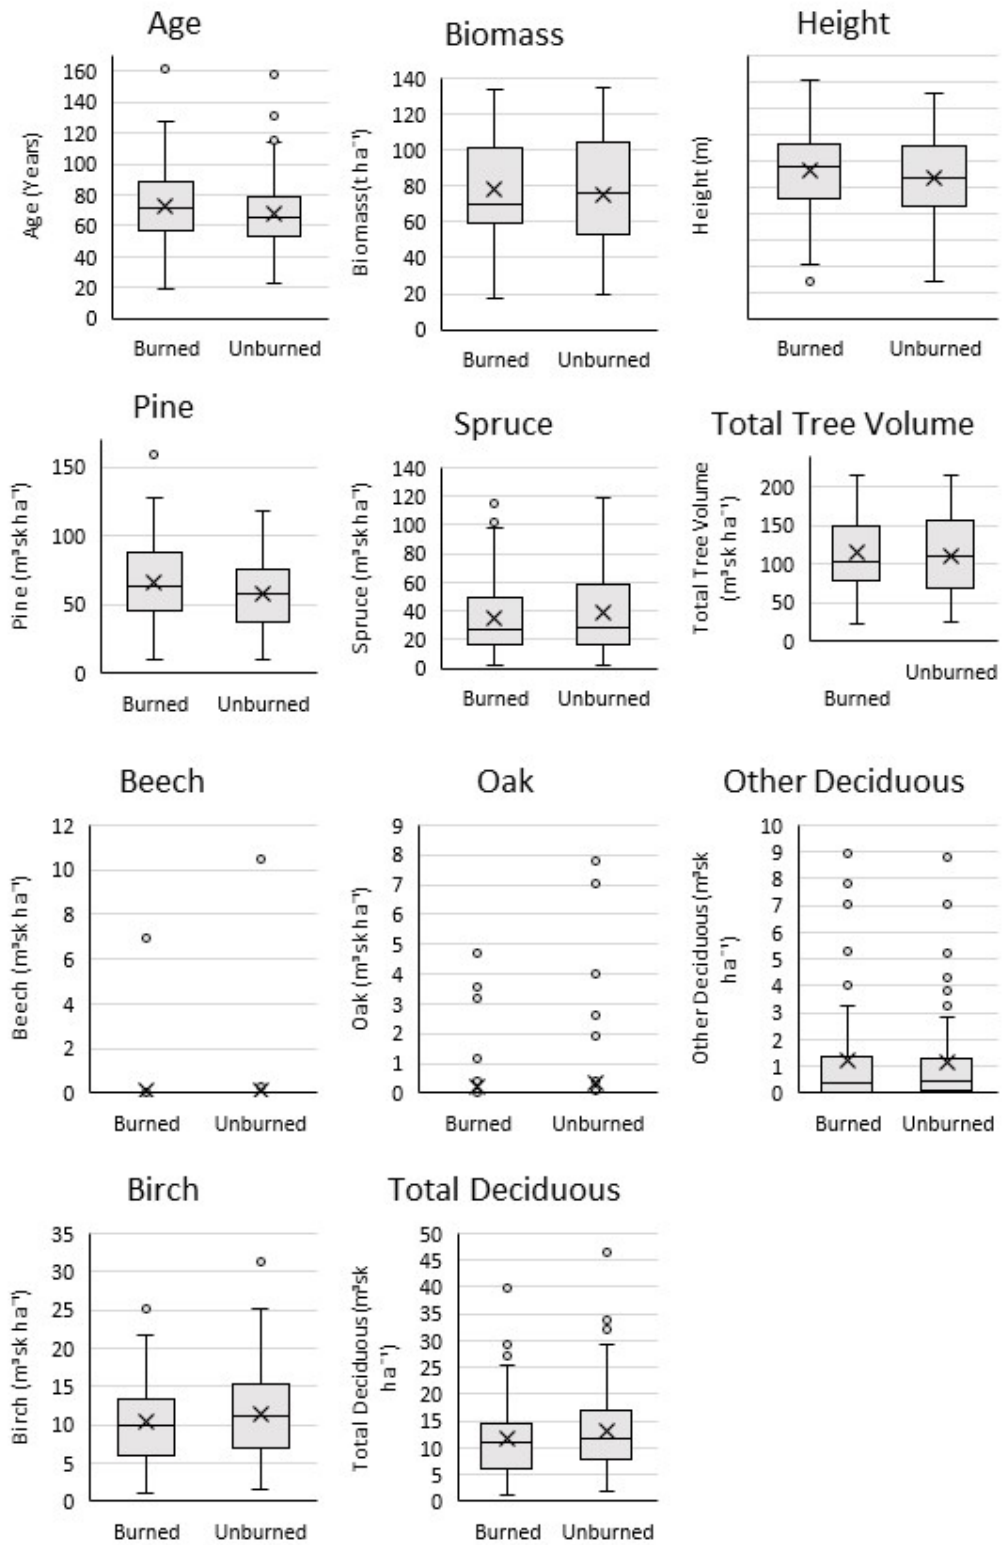 Age
Age (Years)
160
140
120
100
80
60
40
20
0
Burned Unburned
Biomass
Biomass(t ha⁻¹)
140
120
100
80
60
40
20
0
Burned Unburned
Height
Height (m)
Burned Unburned
Pine
Pine (m³sk ha⁻¹)
150
100
50
0
Burned Unburned
Spruce
Spruce (m³sk ha⁻¹)
140
120
100
80
60
40
20
0
Burned Unburned
Total Tree Volume
Total Tree Volume
(m³sk ha⁻¹)
200
150
100
50
0
Unburned
Burned
Beech
Beech (m³sk ha⁻¹)
12
10
8
6
4
2
0
Burned Unburned
Oak
Oak (m³sk ha⁻¹)
9
8
7
6
5
4
3
2
1
0
Burned Unburned
Other Deciduous
Other Deciduous (m³sk
ha⁻¹)
10
9
8
7
6
5
4
3
2
1
0
Burned Unburned
Birch
Birch (m³sk ha⁻¹)
35
30
25
20
15
10
5
0
Burned Unburned
Total Deciduous
Total Deciduous (m³sk
ha⁻¹)
50
45
40
35
30
25
20
15
10
5
0
Burned Unburned